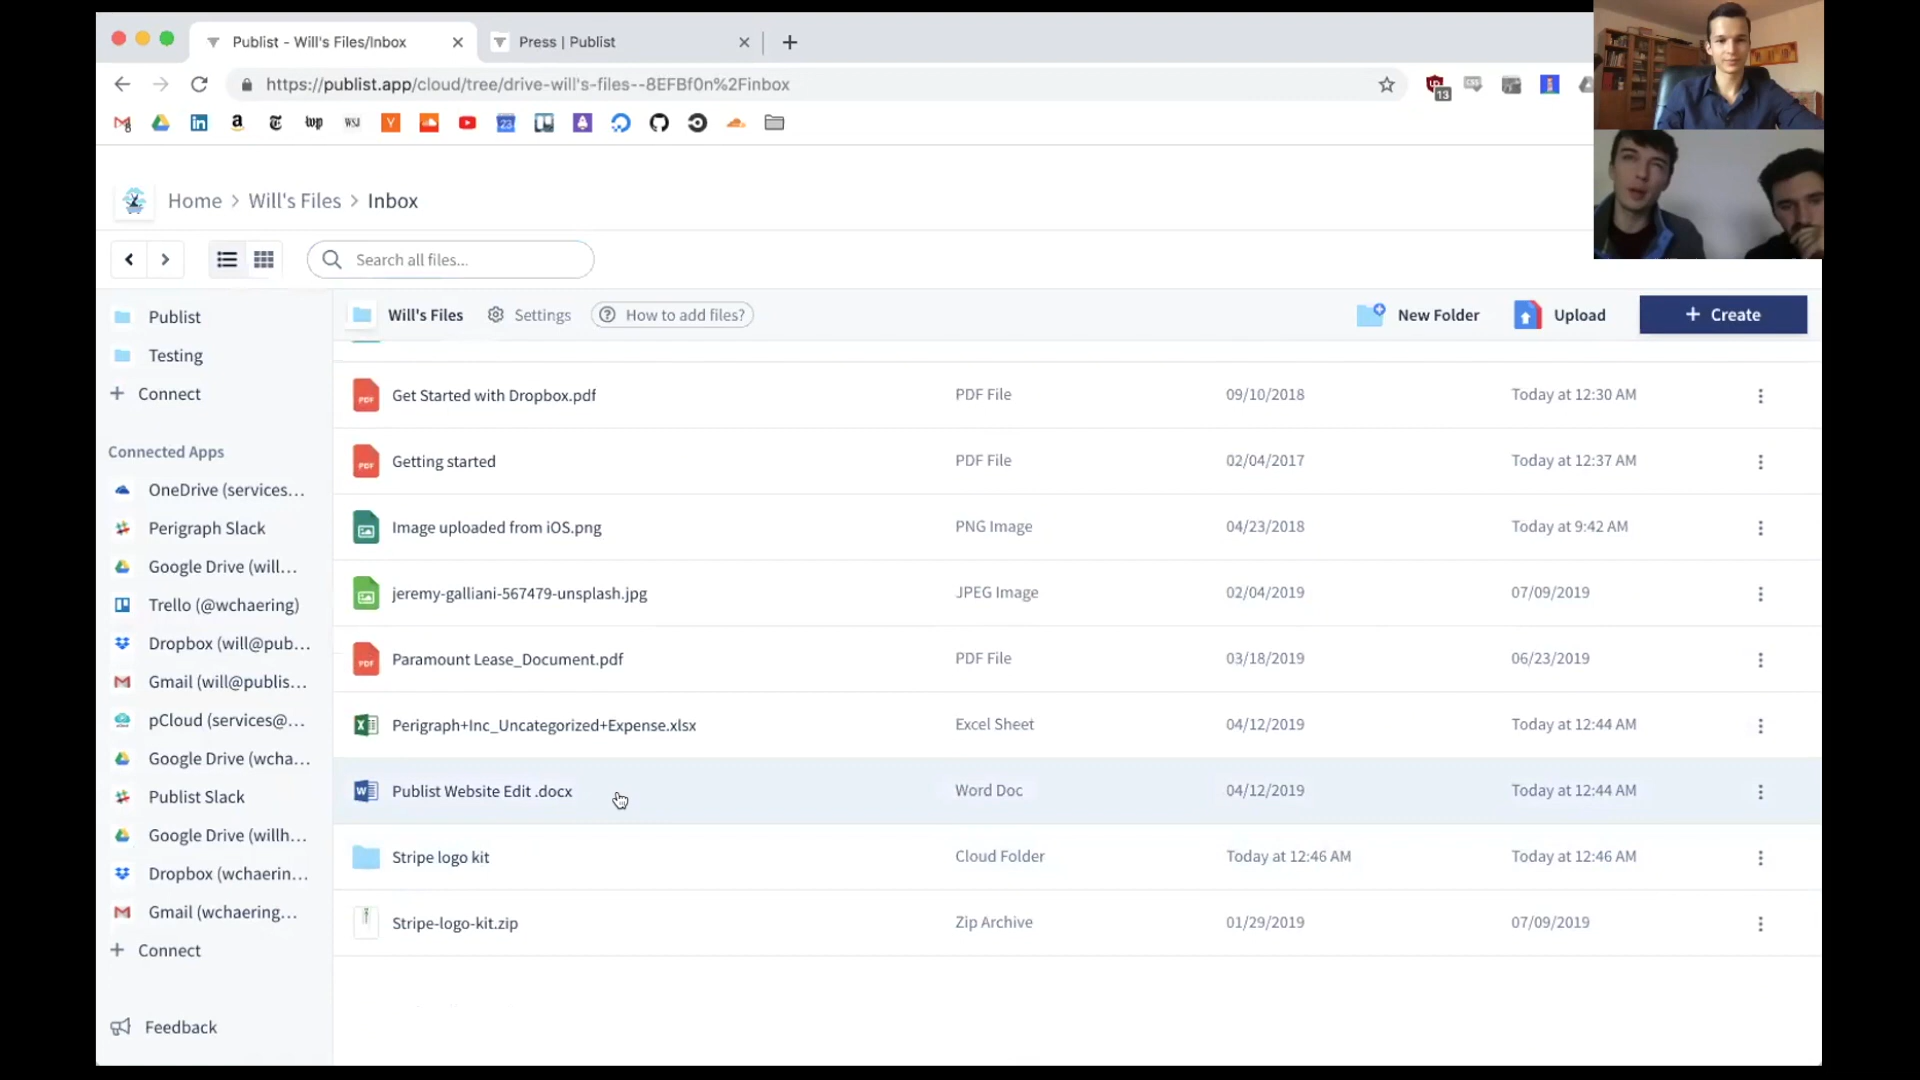 Publist - Will's Files/Inbox
Press | Publist
https://publist.app/cloud/tree/drive-will's-files--8EFBf0n%2Finbox
13
a
wp
WSJ
Y
23
Home > Will's Files > Inbox
Search all files...
Publist
Testing
+ Connect
Connected Apps
OneDrive (services...
Perigraph Slack
Google Drive (will...
Trello (@wchaering)
Dropbox (will@pub...
Gmail (will@publis...
pCloud (services@...
Google Drive (wcha...
Publist Slack
Google Drive (willh...
Dropbox (wchaerin...
Gmail (wchaering...
+ Connect
Feedback
Will's Files
Settings
? How to add files?
New Folder
Upload
+ Create
PDF Get Started with Dropbox.pdf PDF File 09/10/2018 Today at 12:30 AM
PDF Getting started PDF File 02/04/2017 Today at 12:37 AM
Image uploaded from iOS.png PNG Image 04/23/2018 Today at 9:42 AM
jeremy-galliani-567479-unsplash.jpg JPEG Image 02/04/2019 07/09/2019
PDF Paramount Lease_Document.pdf PDF File 03/18/2019 06/23/2019
X Perigraph+Inc_Uncategorized+Expense.xlsx Excel Sheet 04/12/2019 Today at 12:44 AM
W Publist Website Edit .docx Word Doc 04/12/2019 Today at 12:44 AM
Stripe logo kit Cloud Folder Today at 12:46 AM Today at 12:46 AM
Stripe-logo-kit.zip Zip Archive 01/29/2019 07/09/2019